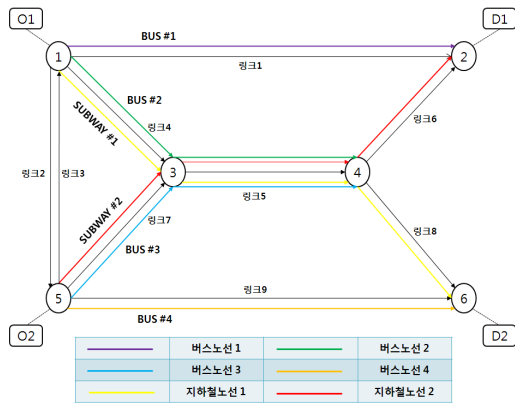 O1
D1
BUS #1
1
2
링크1
BUS #2
SUBWAY #1
링크4
링크6
링크2
링크3
3
4
링크5
SUBWAY #2
링크7
BUS #3
링크8
5
링크9
6
BUS #4
O2
D2
버스노선 1
버스노선 2
버스노선 3
버스노선 4
지하철노선 1
지하철노선 2